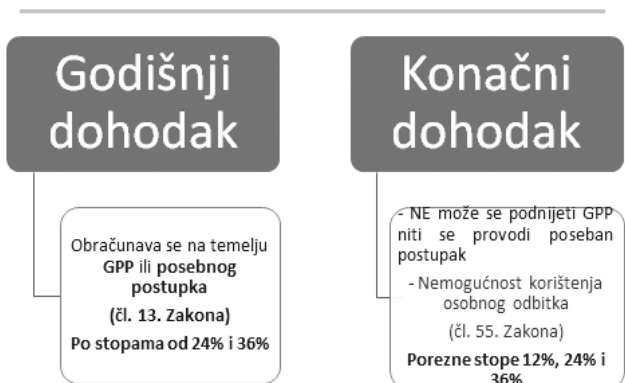 Godišnji
dohodak
Obračunava se na temelju
GPP ili posebnog
postupka
(čl. 13. Zakona)
Po stopama od 24% i 36%
Konačni
dohodak
- NE može se podnijeti GPP
niti se provodi poseban
postupak
- Nemogućnost korištenja
osobnog odbitka
(čl. 55. Zakona)
Porezne stope 12%, 24% i
36%